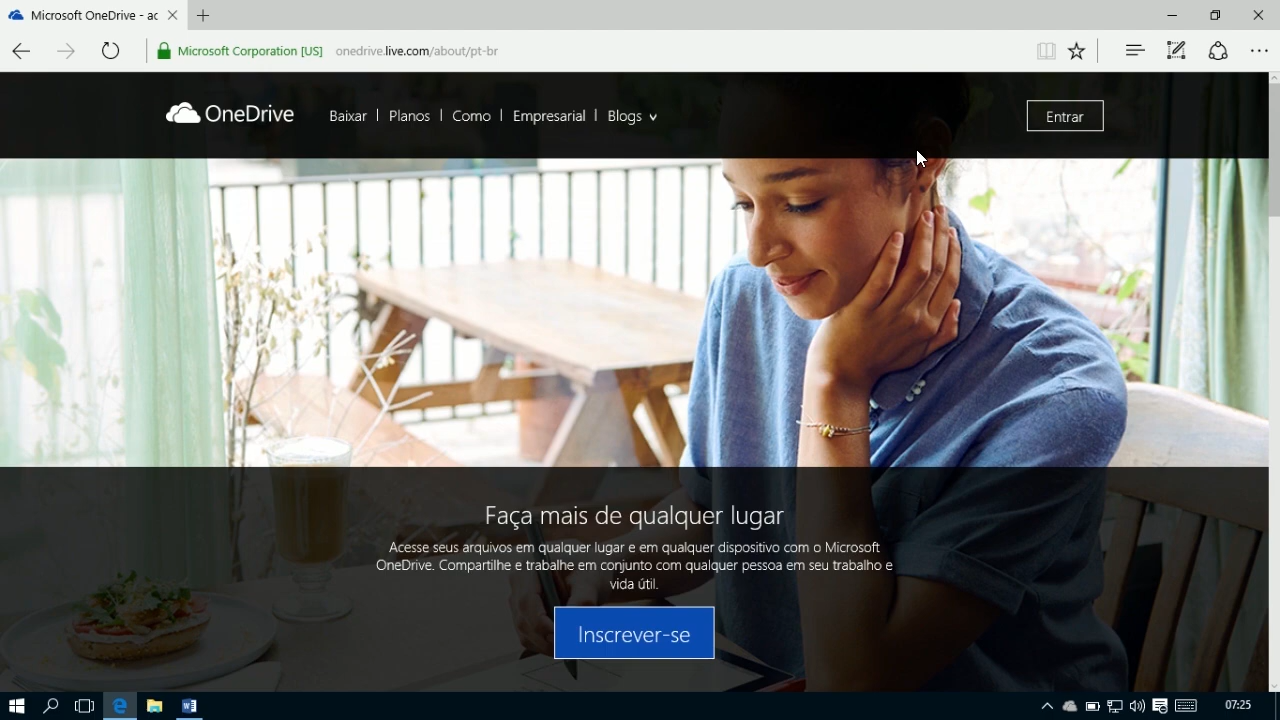 Microsoft OneDrive - ac
Microsoft Corporation [US] onedrive.live.com/about/pt-br
OneDrive Baixar | Planos | Como | Empresarial | Blogs Entrar
Faça mais de qualquer lugar
Acesse seus arquivos em qualquer lugar e em qualquer dispositivo com o Microsoft
OneDrive. Compartilhe e trabalhe em conjunto com qualquer pessoa em seu trabalho e
vida útil.
Inscrever-se
07:25